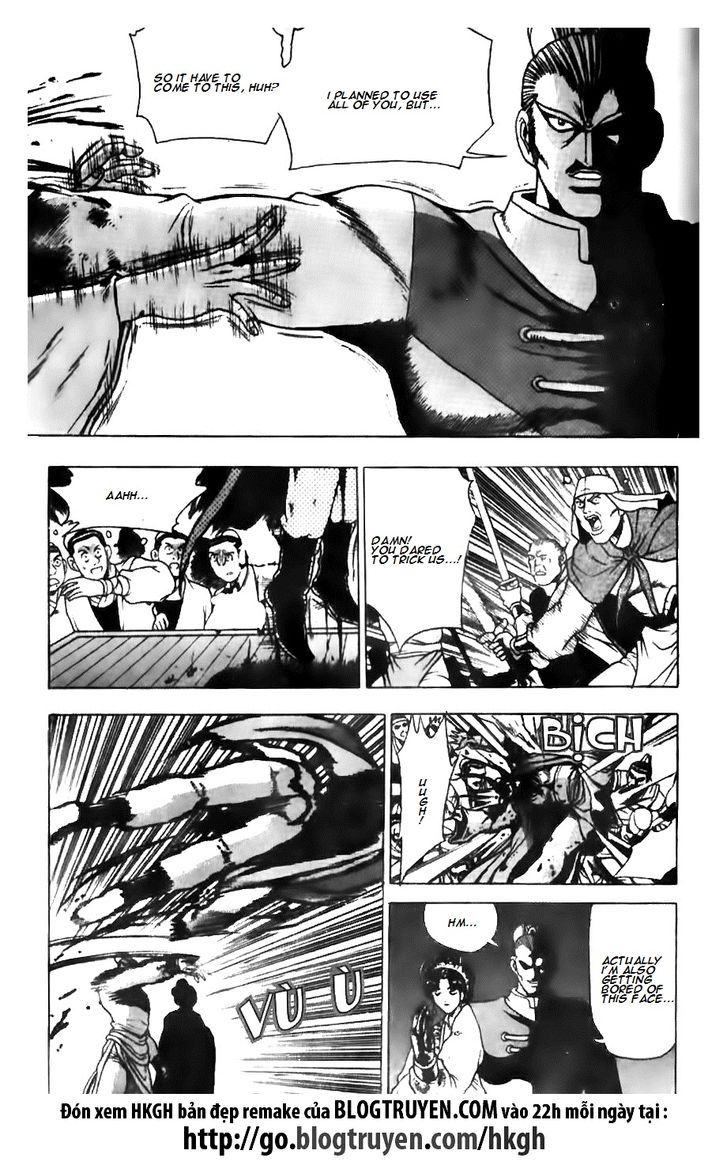 SO IT HAVE TO
COME TO THIS, HUH?
I PLANNED TO USE
ALL OF YOU, BUT...
AAHH...
DAMN!
YOU DARED
TO TRICK US...!
VÙ Ù
BỊCH
UUGH!
HM...
ACTUALLY
I'M ALSO
GETTING
BORED OF
THIS FACE...
Đón xem HKGH bản đẹp remake của BLOGTRUYEN.COM vào 22h mỗi ngày tại :
http://go.blogtruyen.com/hkgh